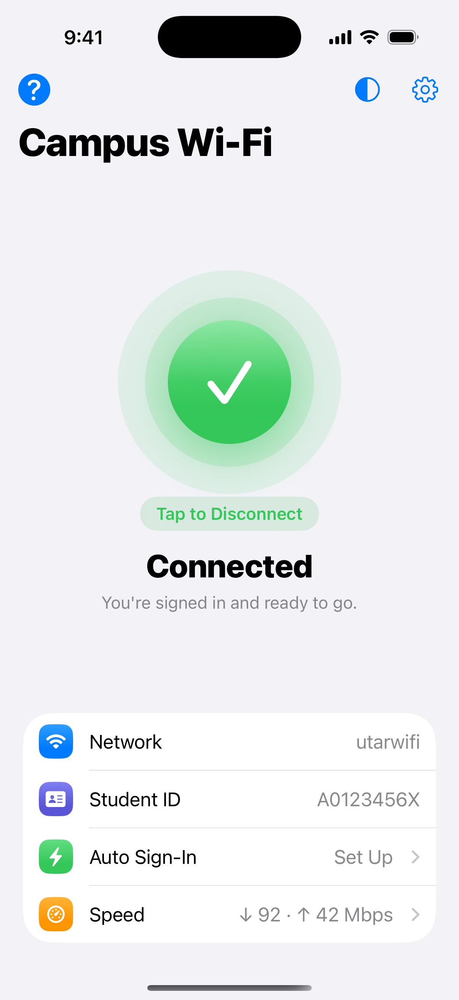 9:41
Campus Wi-Fi
Tap to Disconnect
Connected
You're signed in and ready to go.
Network utarwifi
Student ID A0123456X
Auto Sign-In Set Up
Speed ↓ 92 · ↑ 42 Mbps